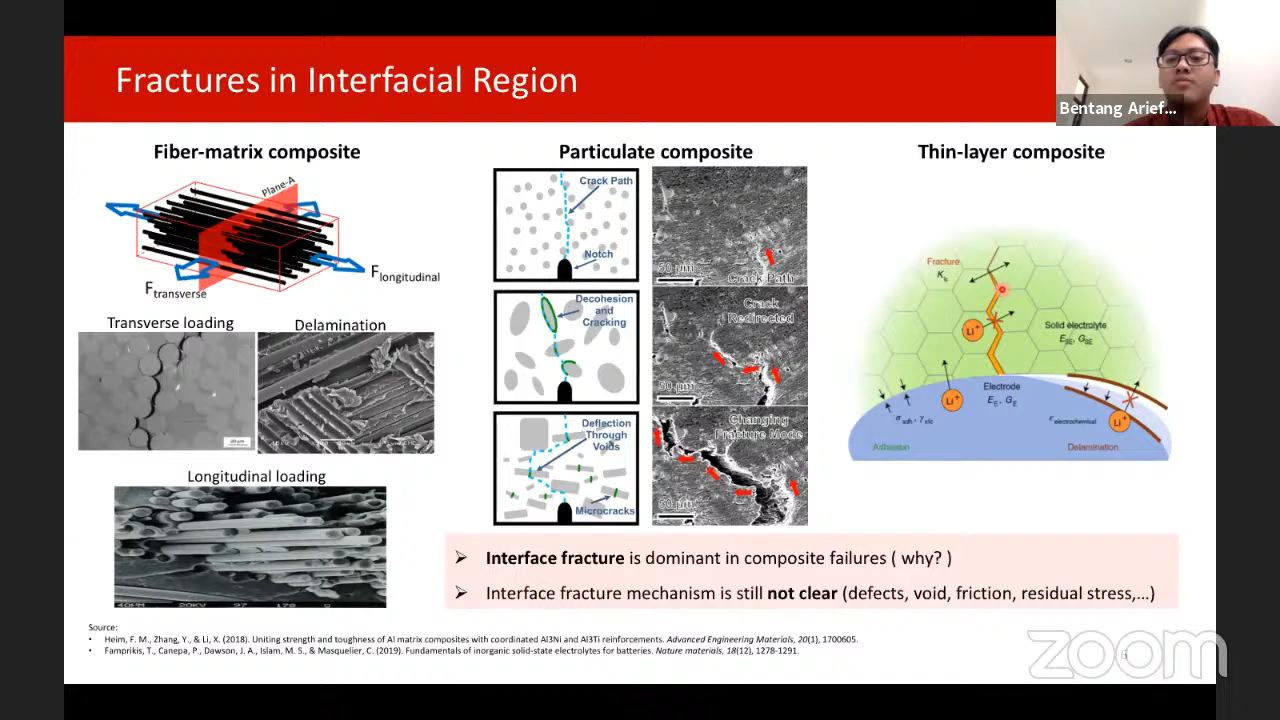 Fractures in Interfacial Region
Bentang Arief...
Fiber-matrix composite
Plane-A
F longitudinal
F transverse
Transverse loading
Delamination
Longitudinal loading
Particulate composite
Crack Path
Notch
50 μm
Crack Path
Decohesion
and
Cracking
Crack
Redirected
50 μm
Deflection
Through
Voids
Microcracks
Changing
Fracture Mode
50 μm
Thin-layer composite
Fracture
Li+
Solid electrolyte
E SE, G SE
Electrode
E E, G E
Li+
Li+
ε electrochemical
Adhesion
Delamination
➢ Interface fracture is dominant in composite failures ( why? )
➢ Interface fracture mechanism is still not clear (defects, void, friction, residual stress,...)
Source:
• Heim, F. M., Zhang, Y., & Li, X. (2018). Uniting strength and toughness of Al matrix composites with coordinated Al3Ni and Al3Ti reinforcements. Advanced Engineering Materials, 20(1), 1700605.
• Famprikis, T., Canepa, P., Dawson, J. A., Islam, M. S., & Masquelier, C. (2019). Fundamentals of inorganic solid-state electrolytes for batteries. Nature materials, 18(12), 1278-1291.
zoom